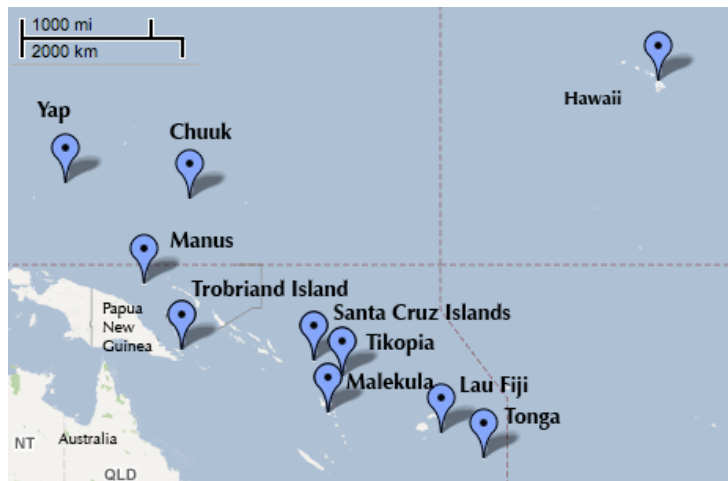 1000 mi
2000 km
Hawaii
Yap
Chuuk
Manus
Trobriand Island
Papua
New
Guinea
Santa Cruz Islands
Tikopia
Malekula
Lau Fiji
Tonga
NT
Australia
QLD